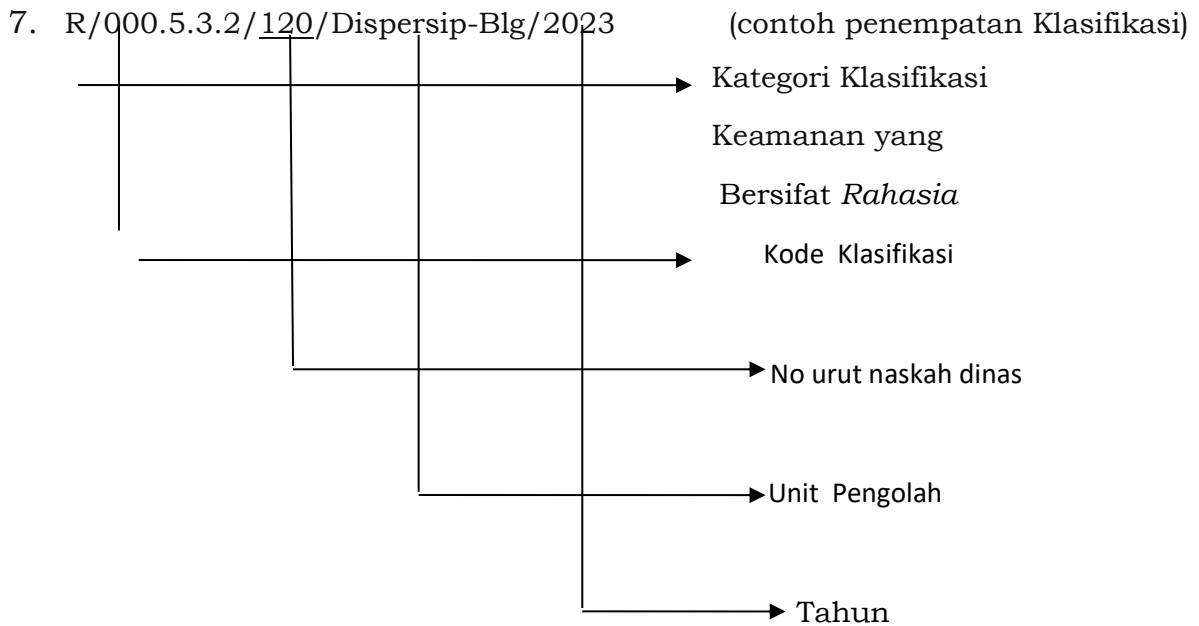 7. R/000.5.3.2/120/Dispersip-Blg/2023 (contoh penempatan Klasifikasi)
Kategori Klasifikasi
Keamanan yang
Bersifat Rahasia
Kode Klasifikasi
No urut naskah dinas
Unit Pengolah
Tahun